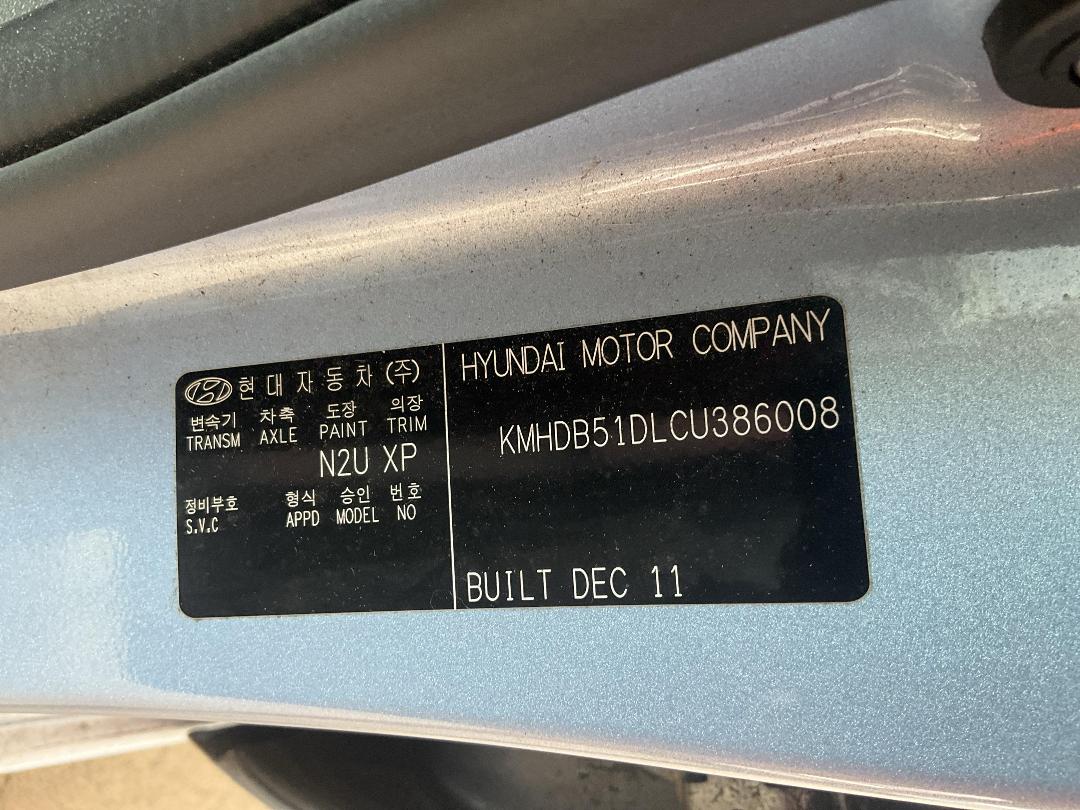 현대자동차(주)
변속기 차축 도장 의장
TRANSM AXLE PAINT TRIM
N2U XP
정비부호 형식 승인 번호
S.V.C APPD MODEL NO
HYUNDAI MOTOR COMPANY
KMHDB51DLCU386008
BUILT DEC 11